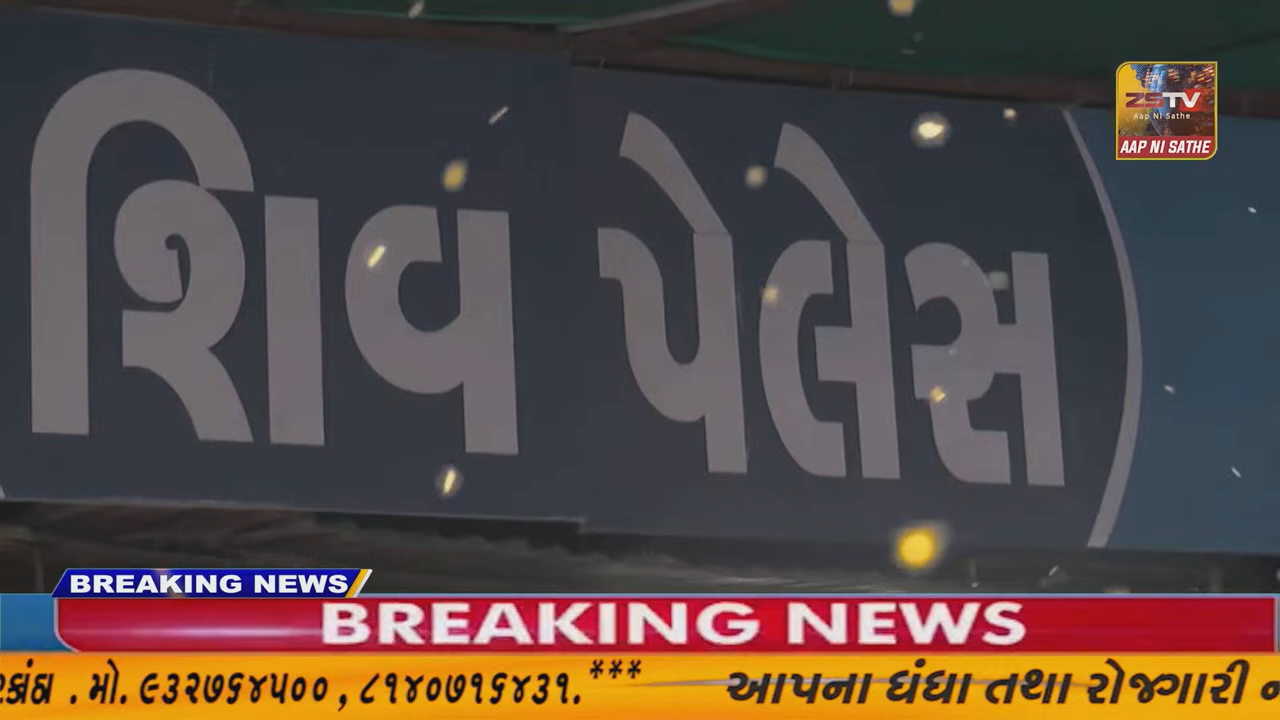 શિવ પેલેસ
ZSTV
Aap Ni Sathe
AAP NI SATHE
BREAKING NEWS
BREAKING NEWS
. મો. ૯૩૨૭૬૪૫૦૦, ૮૧૪૦૭૧૬૪૩૧.*** આપના ધંધા તથા રોજગારી